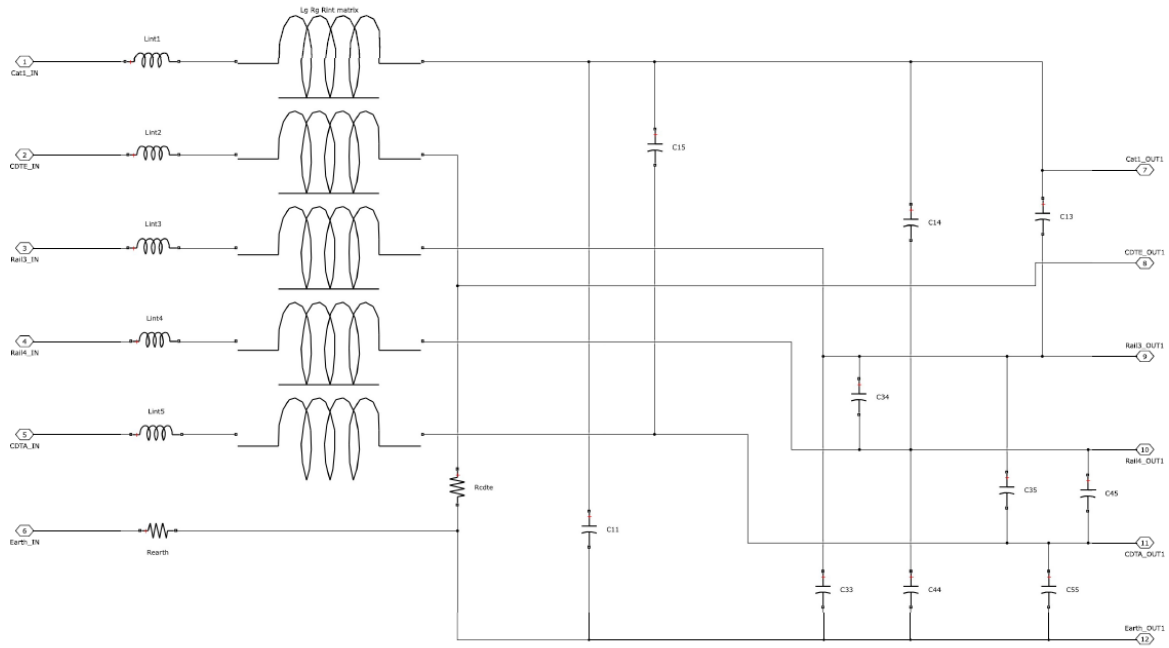 Lg Rg Rint matrix
Lint1
1
Cat1_IN
Lint2
2
CDTE_IN
C15
Cat1_OUT1
7
Lint3
C14
C13
3
Rail3_IN
CDTE_OUT1
8
Lint4
4
Rail4_IN
Rail3_OUT1
9
C34
Lint5
5
CDTA_IN
10
Rail4_OUT1
Rcdte
C35
C45
6
Earth_IN
Rearth
C11
11
CDTA_OUT1
C33
C44
C55
Earth_OUT1
12